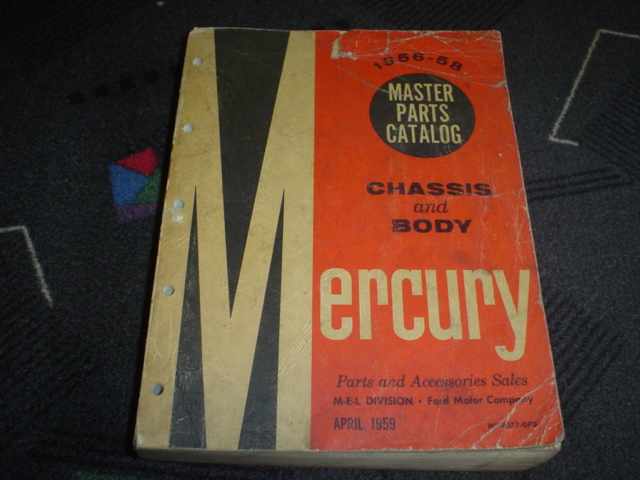 1956-58
MASTER
PARTS
CATALOG
CHASSIS
and
BODY
Mercury
Parts and Accessories Sales
M-E-L DIVISION • Ford Motor Company
APRIL, 1959